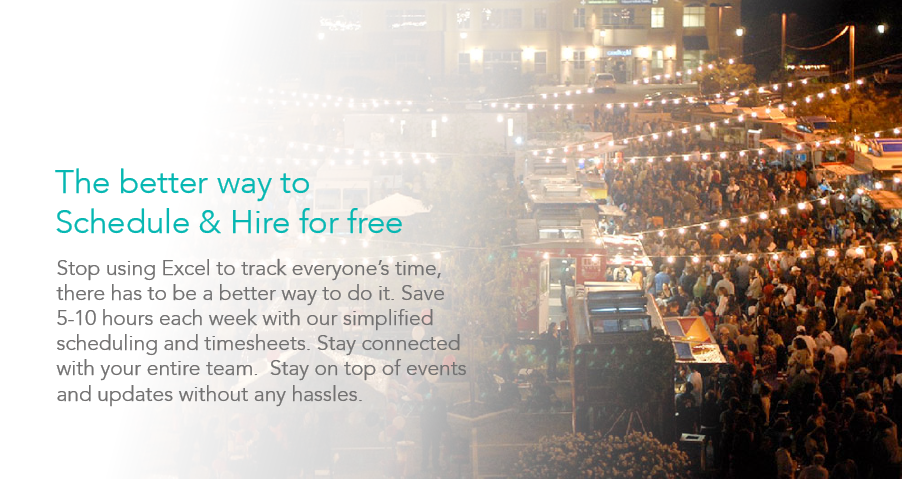 The better way to
Schedule & Hire for free
Stop using Excel to track everyone’s time,
there has to be a better way to do it. Save
5-10 hours each week with our simplified
scheduling and timesheets. Stay connected
with your entire team.  Stay on top of events
and updates without any hassles.